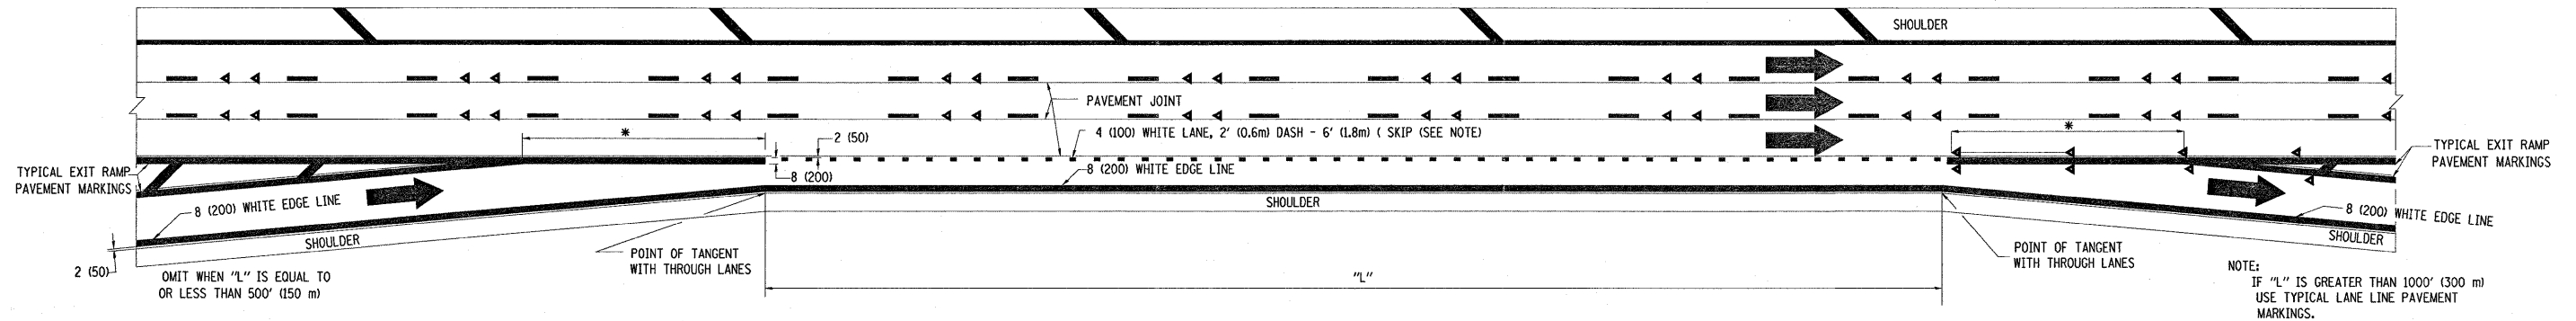 SHOULDER
PAVEMENT JOINT
*
2 (50)
4 (100) WHITE LANE, 2' (0.6m) DASH - 6' (1.8m) ( SKIP (SEE NOTE)
*
TYPICAL EXIT RAMP
PAVEMENT MARKINGS
8 (200)
8 (200) WHITE EDGE LINE
TYPICAL EXIT RAMP
PAVEMENT MARKINGS
8 (200) WHITE EDGE LINE
SHOULDER
8 (200) WHITE EDGE LINE
SHOULDER
SHOULDER
2 (50)
POINT OF TANGENT
WITH THROUGH LANES
POINT OF TANGENT
WITH THROUGH LANES
OMIT WHEN "L" IS EQUAL TO
OR LESS THAN 500' (150 m)
"L"
NOTE:
IF "L" IS GREATER THAN 1000' (300 m)
USE TYPICAL LANE LINE PAVEMENT
MARKINGS.